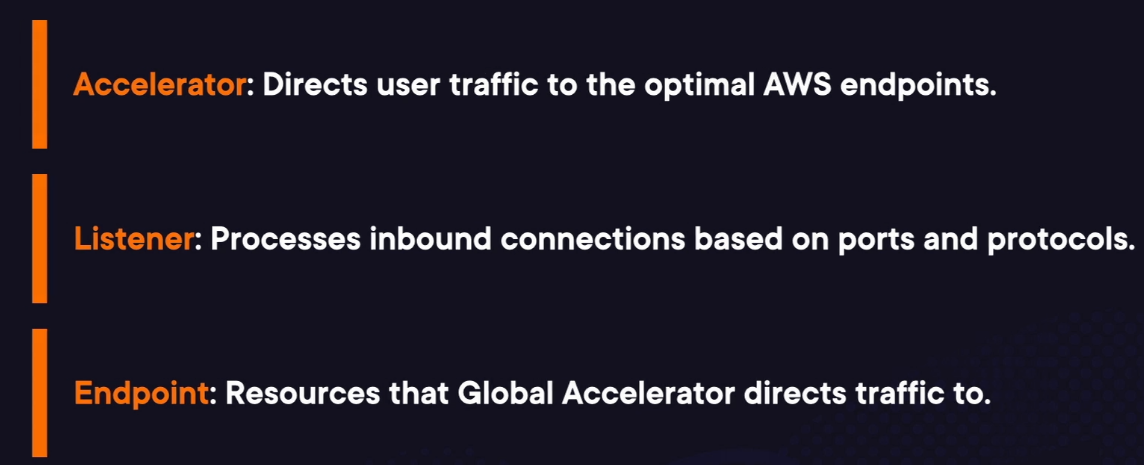 Accelerator: Directs user traffic to the optimal AWS endpoints.
Listener: Processes inbound connections based on ports and protocols.
Endpoint: Resources that Global Accelerator directs traffic to.